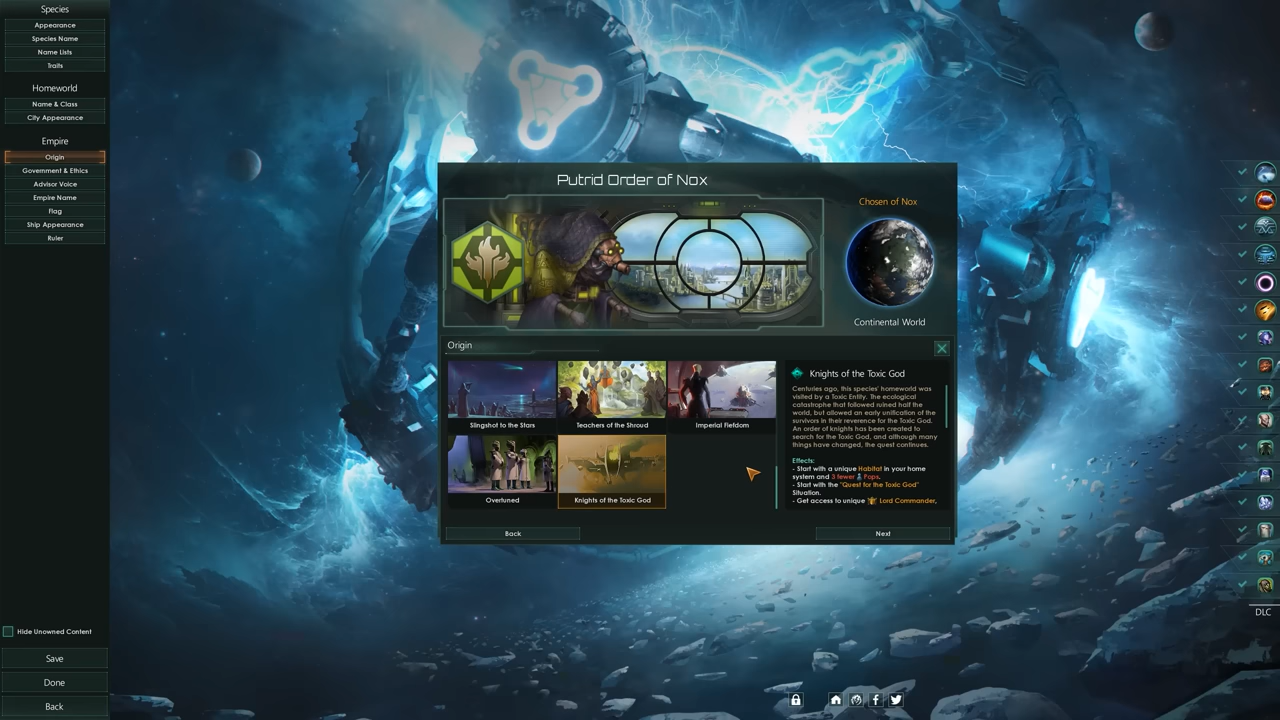 Species
Appearance
Species Name
Name Lists
Traits
Homeworld
Name & Class
City Appearance
Empire
Origin
Government & Ethics
Advisor Voice
Empire Name
Flag
Ship Appearance
Ruler
Hide Unowned Content
Save
Done
Back
Putrid Order of Nox
Chosen of Nox
Continental World
Origin
Slingshot to the Stars
Teachers of the Shroud
Imperial Fiefdom
Overtuned
Knights of the Toxic God
Back
Next
Knights of the Toxic God
Centuries ago, this species' homeworld was
visited by a Toxic Entity. The ecological
catastrophe that followed ruined half the
world, but allowed an early unification of the
survivors in their reverence for the Toxic God.
An order of knights has been created to
search for the Toxic God, and although many
things have changed, the quest continues.
Effects:
- Start with a unique Habitat in your home
system and 3 fewer Pops.
- Start with the "Quest for the Toxic God"
Situation.
- Get access to unique Lord Commander,
DLC